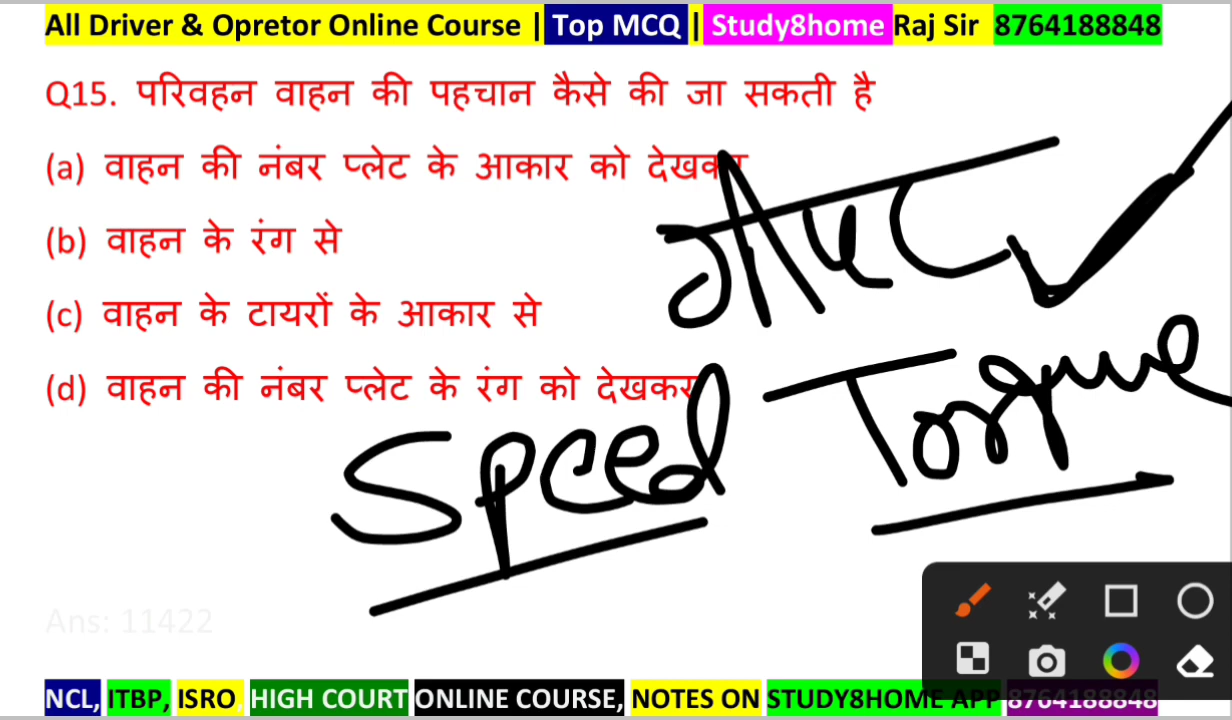 All Driver & Opretor Online Course | Top MCQ | Study8home Raj Sir 8764188848
Q15. परिवहन वाहन की पहचान कैसे की जा सकती है
(a) वाहन की नंबर प्लेट के आकार को देखकर
(b) वाहन के रंग से
(c) वाहन के टायरों के आकार से
(d) वाहन की नंबर प्लेट के रंग को देखकर
Speed Torque
Ans: 11422
NCL, ITBP, ISRO, HIGH COURT ONLINE COURSE, NOTES ON STUDY8HOME APP 8764188848